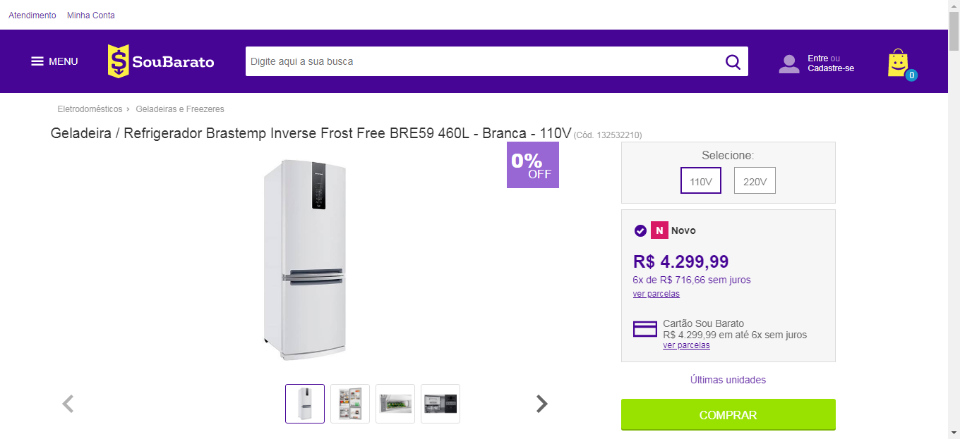 Atendimento Minha Conta
MENU
SouBarato
Digite aqui a sua busca
Entre ou
Cadastre-se
0
Eletrodomésticos › Geladeiras e Freezeres
Geladeira / Refrigerador Brastemp Inverse Frost Free BRE59 460L - Branca - 110V (Cód. 132532210)
0%
OFF
Selecione:
110V 220V
N Novo
R$ 4.299,99
6x de R$ 716,66 sem juros
ver parcelas
Cartão Sou Barato
R$ 4.299,99 em até 6x sem juros
ver parcelas
Últimas unidades
COMPRAR